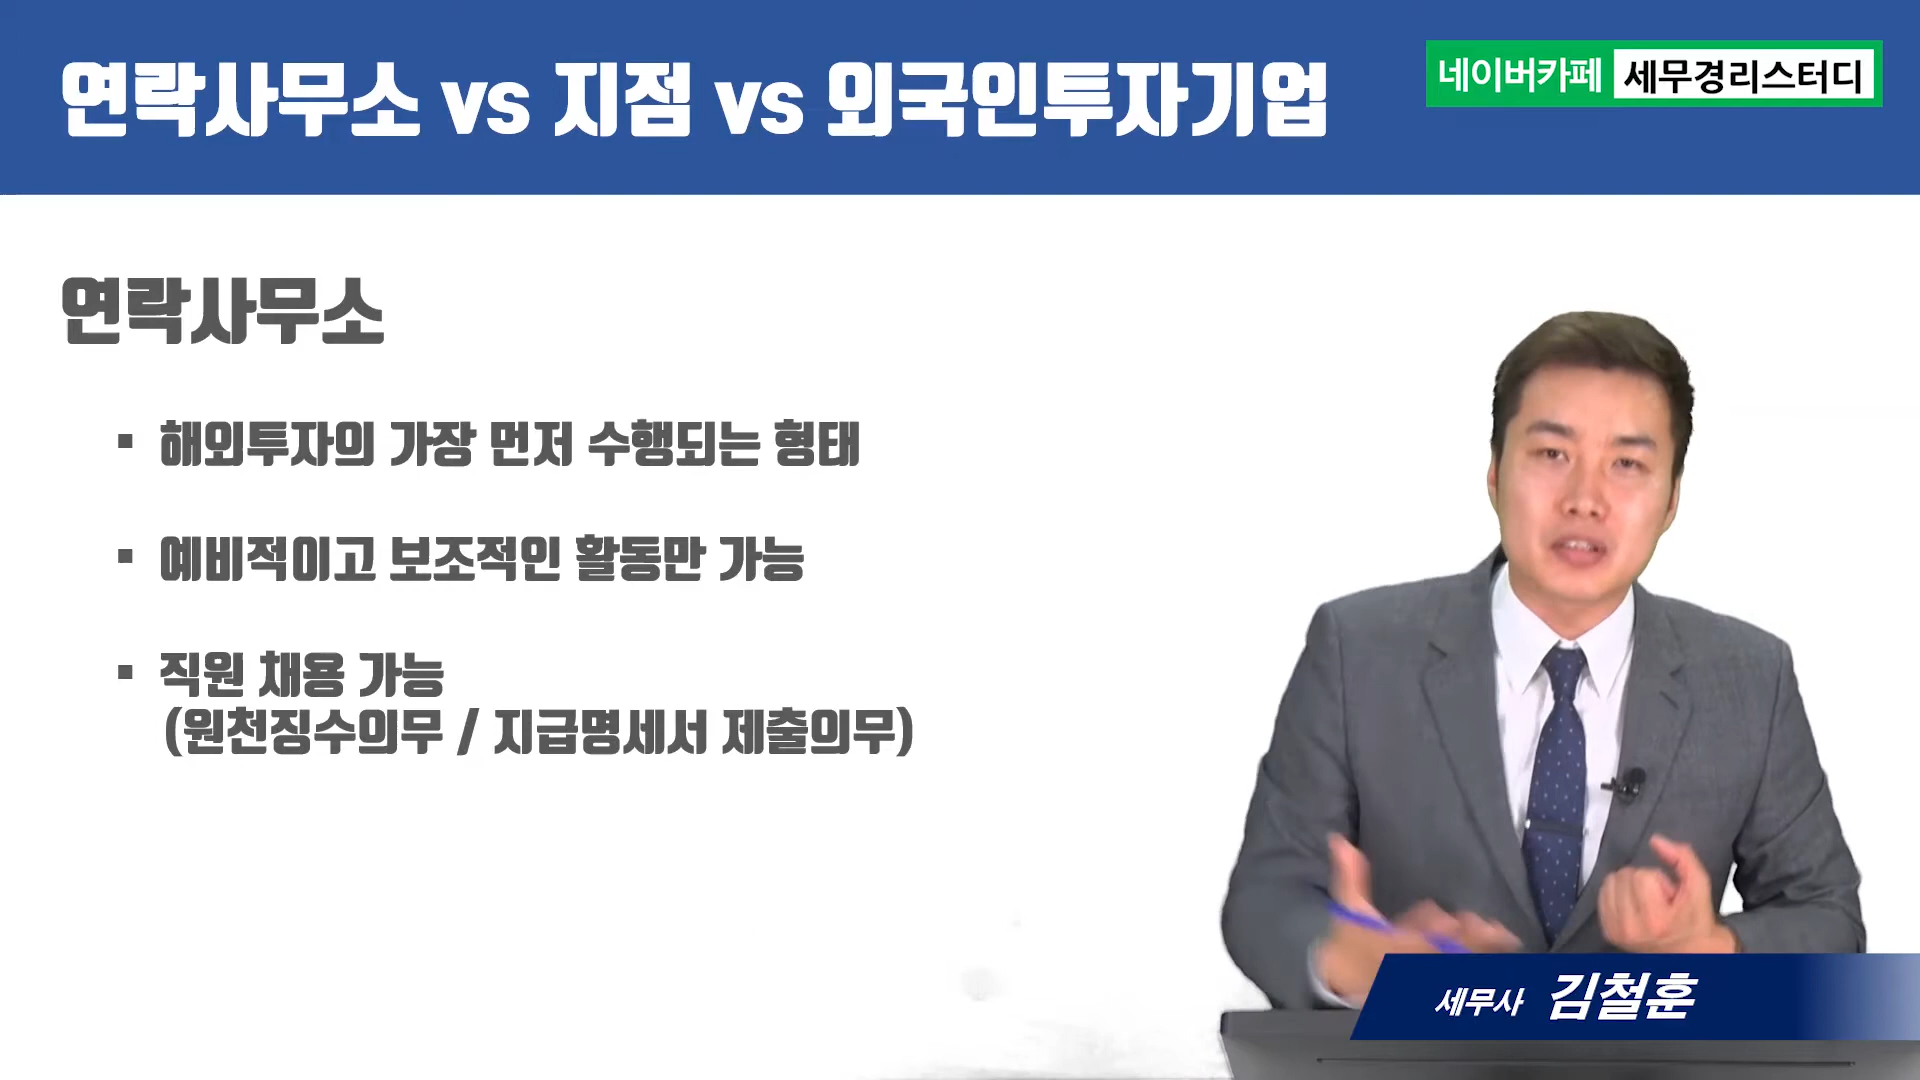 연락사무소 vs 지점 vs 외국인투자기업
네이버카페 세무경리스터디
연락사무소
▪ 해외투자의 가장 먼저 수행되는 형태
▪ 예비적이고 보조적인 활동만 가능
▪ 직원 채용 가능
(원천징수의무 / 지급명세서 제출의무)
세무사 김철훈